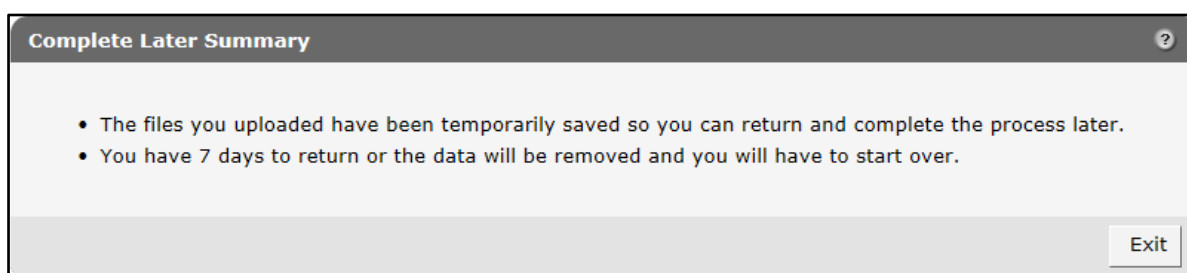 Complete Later Summary ?
• The files you uploaded have been temporarily saved so you can return and complete the process later.
• You have 7 days to return or the data will be removed and you will have to start over.
Exit